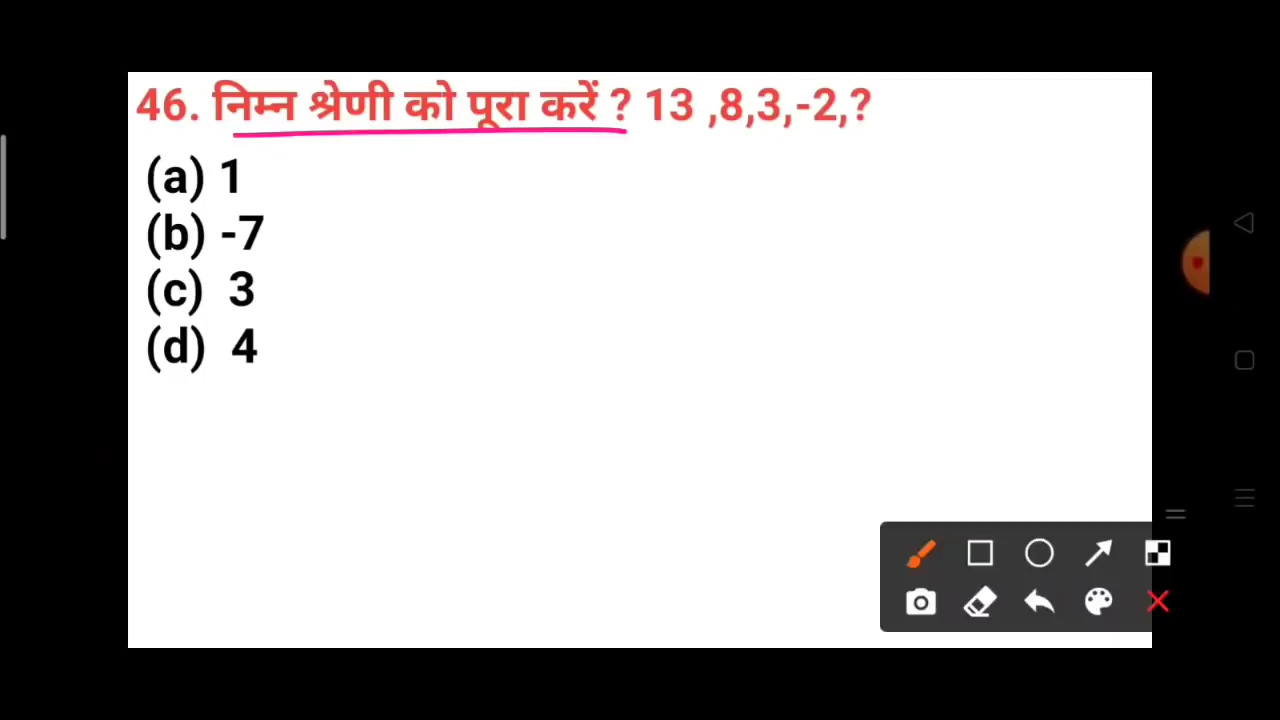 46. निम्न श्रेणी को पूरा करें ? 13 ,8,3,-2,?
(a) 1
(b) -7
(c) 3
(d) 4